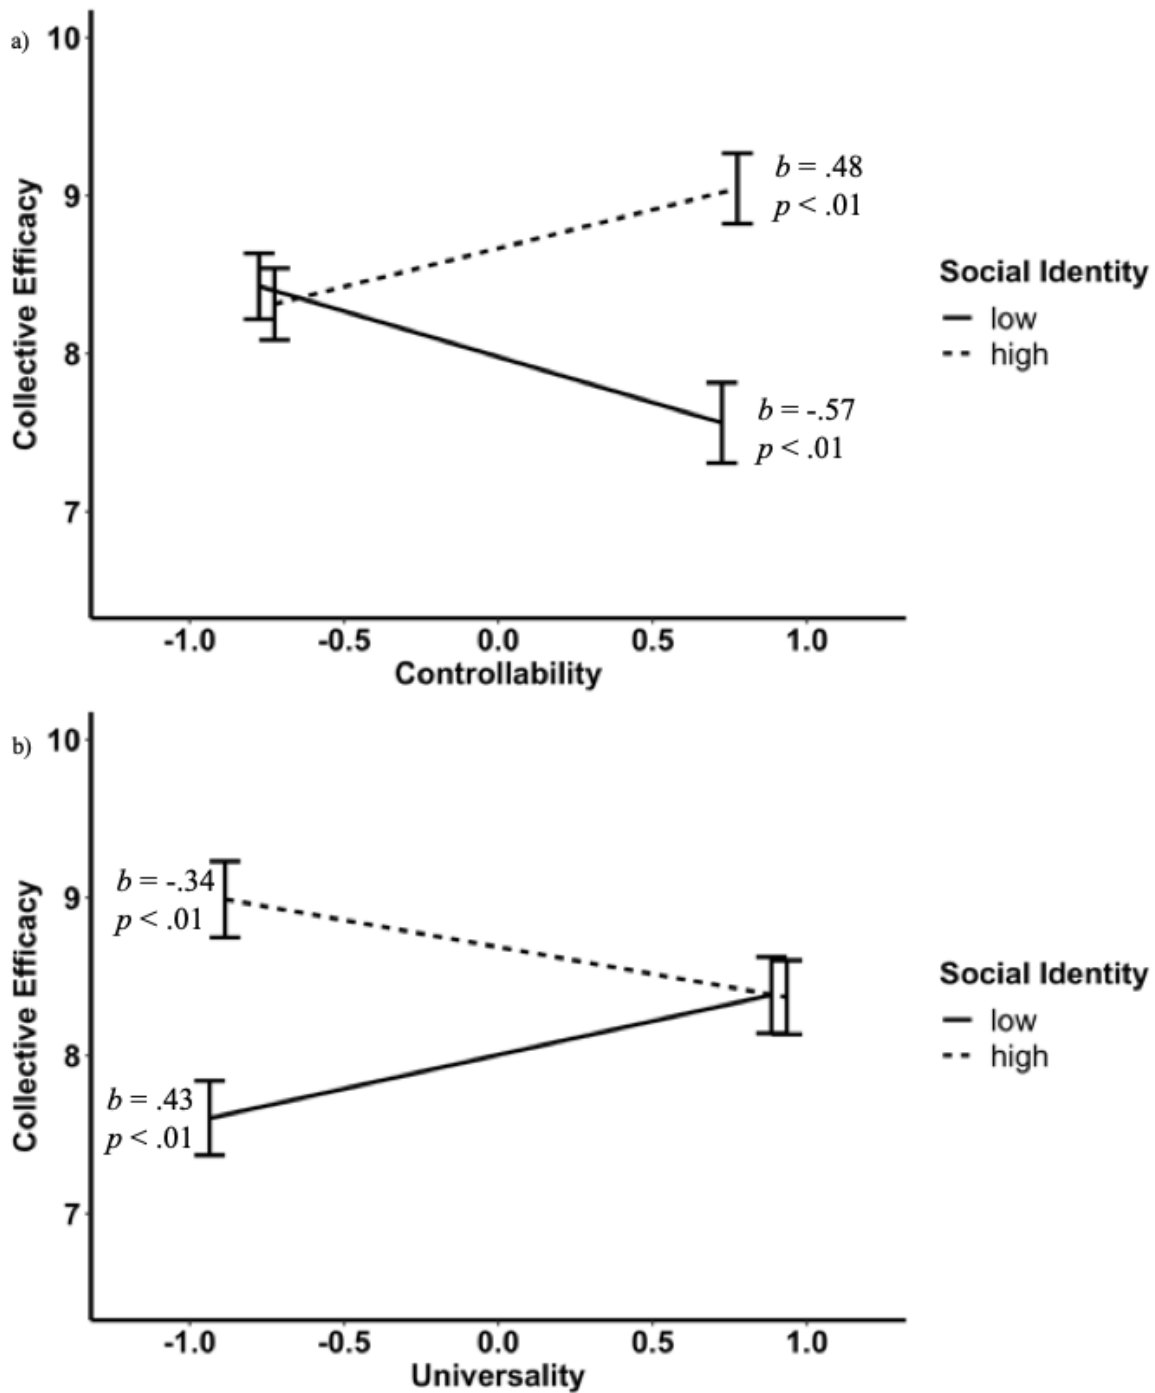 a)
10
9
8
7
Collective Efficacy
b = .48
p < .01
b = -.57
p < .01
Social Identity
low
high
-1.0 -0.5 0.0 0.5 1.0
Controllability
b)
10
9
8
7
Collective Efficacy
b = -.34
p < .01
b = .43
p < .01
Social Identity
low
high
-1.0 -0.5 0.0 0.5 1.0
Universality